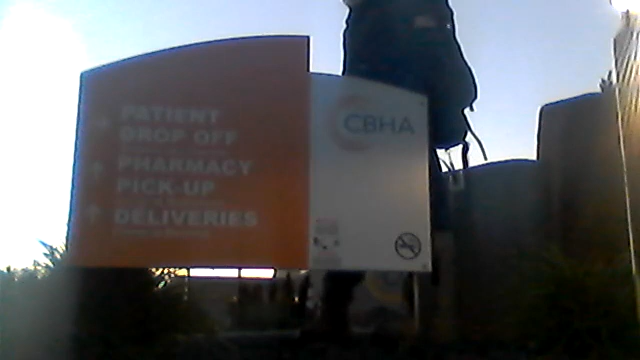 PATIENT
DROP OFF
PHARMACY
PICK-UP
DELIVERIES
CBHA